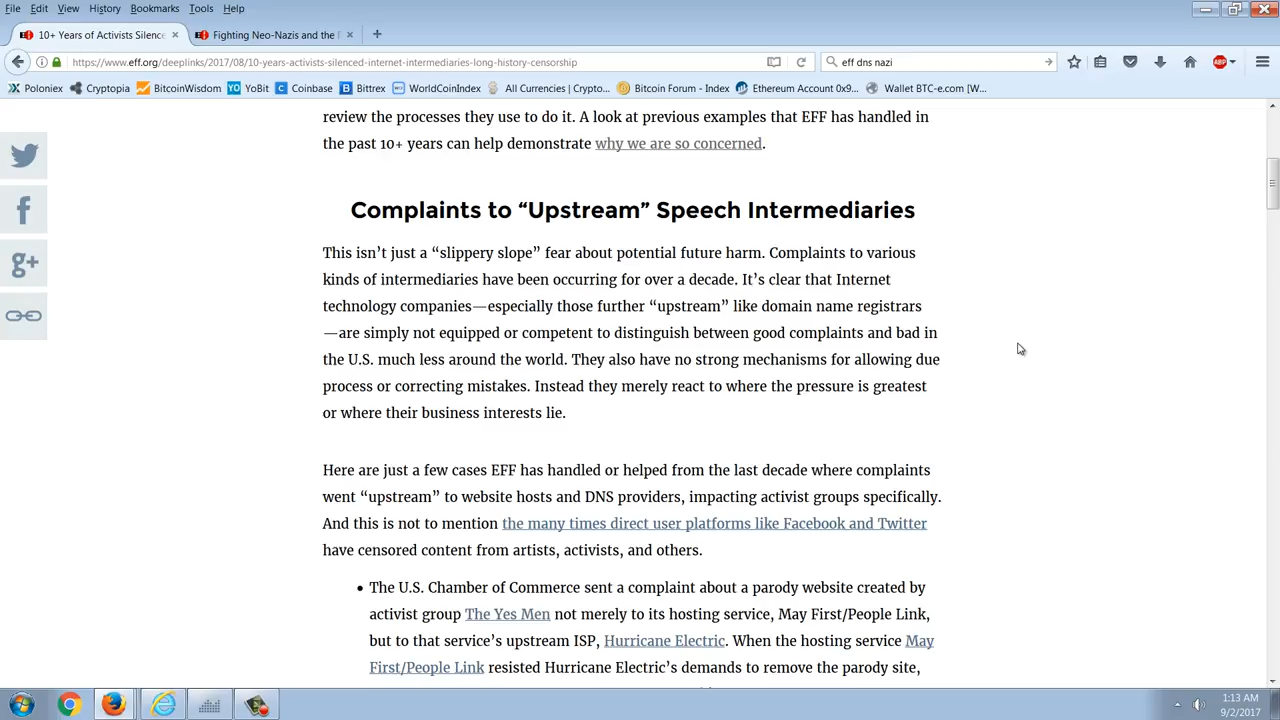 File Edit View History Bookmarks Tools Help
10+ Years of Activists Silence × Fighting Neo-Nazis and the F × +
https://www.eff.org/deeplinks/2017/08/10-years-activists-silenced-internet-intermediaries-long-history-censorship eff dns nazi ABP
Poloniex Cryptopia BitcoinWisdom YO YoBit C Coinbase Bittrex WorldCoinIndex All Currencies (Crypto... Bitcoin Forum - Index Ethereum Account 0x9... Wallet BTC-e.com [W...
review the processes they use to do it. A look at previous examples that EFF has handled in
the past 10+ years can help demonstrate why we are so concerned.
Complaints to “Upstream” Speech Intermediaries
This isn’t just a “slippery slope” fear about potential future harm. Complaints to various
kinds of intermediaries have been occurring for over a decade. It’s clear that Internet
technology companies—especially those further “upstream” like domain name registrars
—are simply not equipped or competent to distinguish between good complaints and bad in
the U.S. much less around the world. They also have no strong mechanisms for allowing due
process or correcting mistakes. Instead they merely react to where the pressure is greatest
or where their business interests lie.
Here are just a few cases EFF has handled or helped from the last decade where complaints
went “upstream” to website hosts and DNS providers, impacting activist groups specifically.
And this is not to mention the many times direct user platforms like Facebook and Twitter
have censored content from artists, activists, and others.
• The U.S. Chamber of Commerce sent a complaint about a parody website created by
activist group The Yes Men not merely to its hosting service, May First/People Link,
but to that service’s upstream ISP, Hurricane Electric. When the hosting service May
First/People Link resisted Hurricane Electric’s demands to remove the parody site,
1:13 AM
9/2/2017